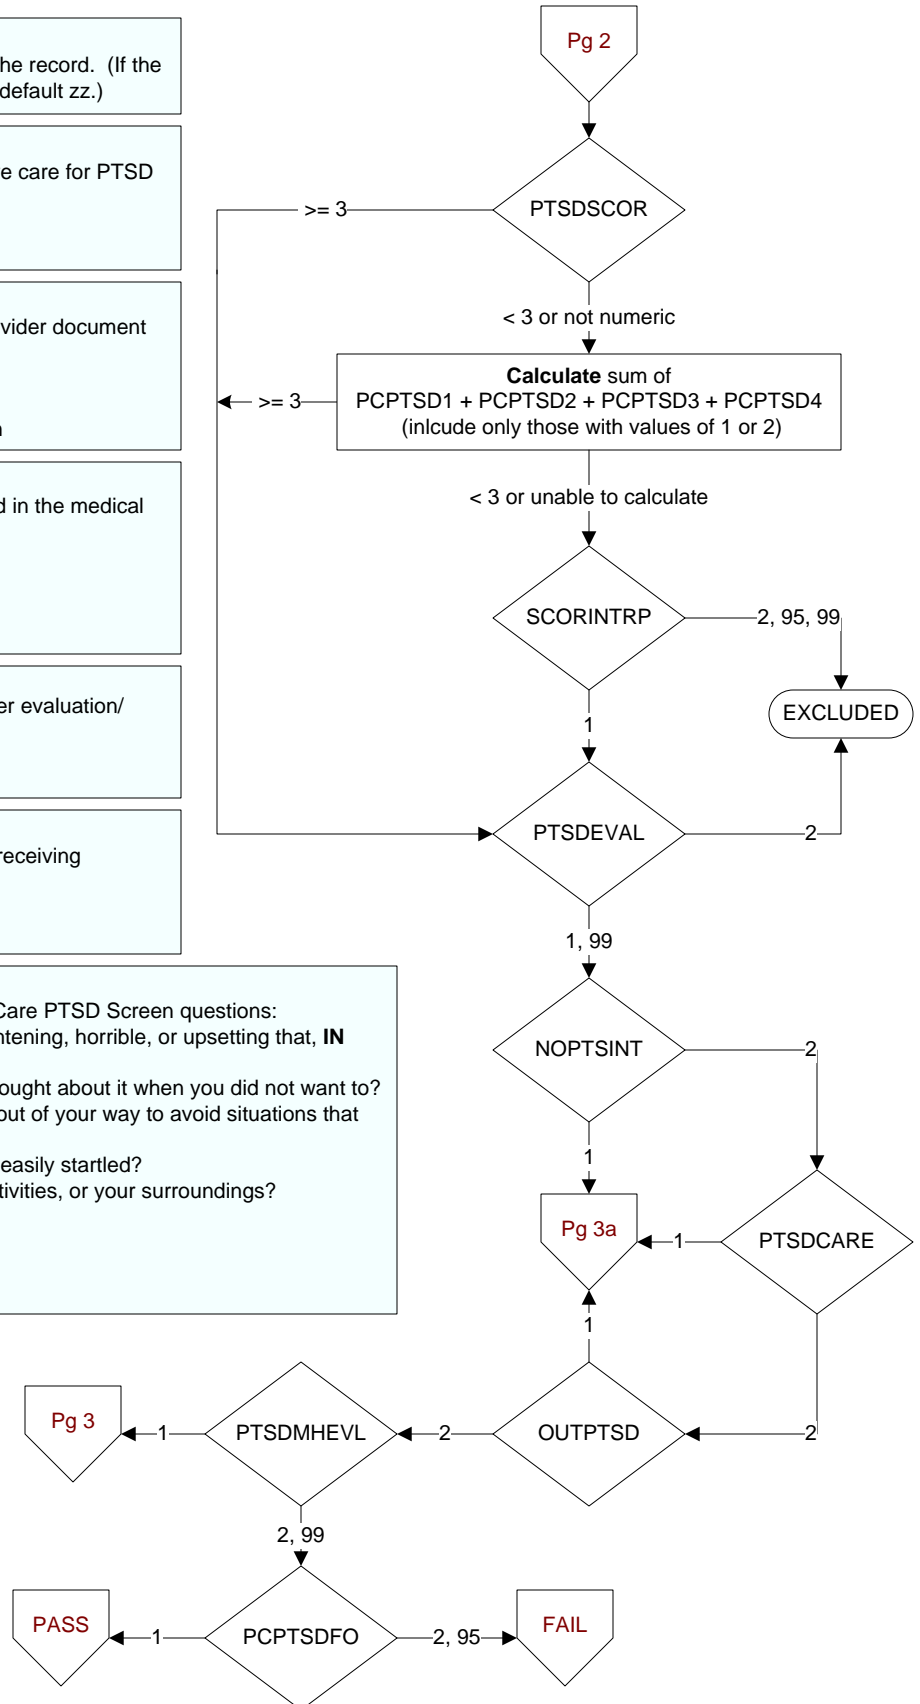 he record.  (If the
default zz.)
e care for PTSD
vider document
n
d in the medical
er evaluation/
receiving
Care PTSD Screen questions:
ntening, horrible, or upsetting that, IN
ought about it when you did not want to?
out of your way to avoid situations that
easily startled?
tivities, or your surroundings?
Pg 2
PTSDSCOR
>= 3
< 3 or not numeric
Calculate sum of
PCPTSD1 + PCPTSD2 + PCPTSD3 + PCPTSD4
(inlcude only those with values of 1 or 2)
>= 3
< 3 or unable to calculate
SCORINTRP
2, 95, 99
EXCLUDED
1
PTSDEVAL
2
1, 99
NOPTSINT
2
1
Pg 3a
1
PTSDCARE
1
2
OUTPTSD
2
PTSDMHEVL
1
Pg 3
2, 99
PCPTSDFO
1
PASS
2, 95
FAIL